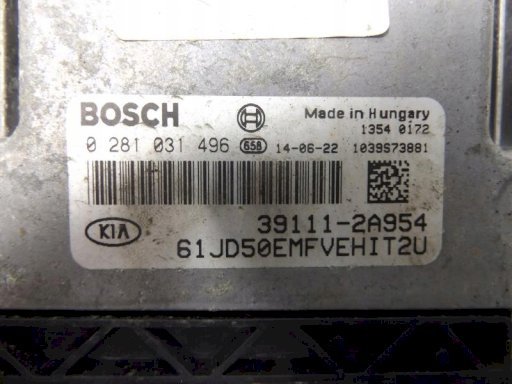 BOSCH
Made in Hungary
1354 0172
0 281 031 496 658 14-06-22 1039S73881
39111-2A954
KIA
61JD50EMFVEHIT2U